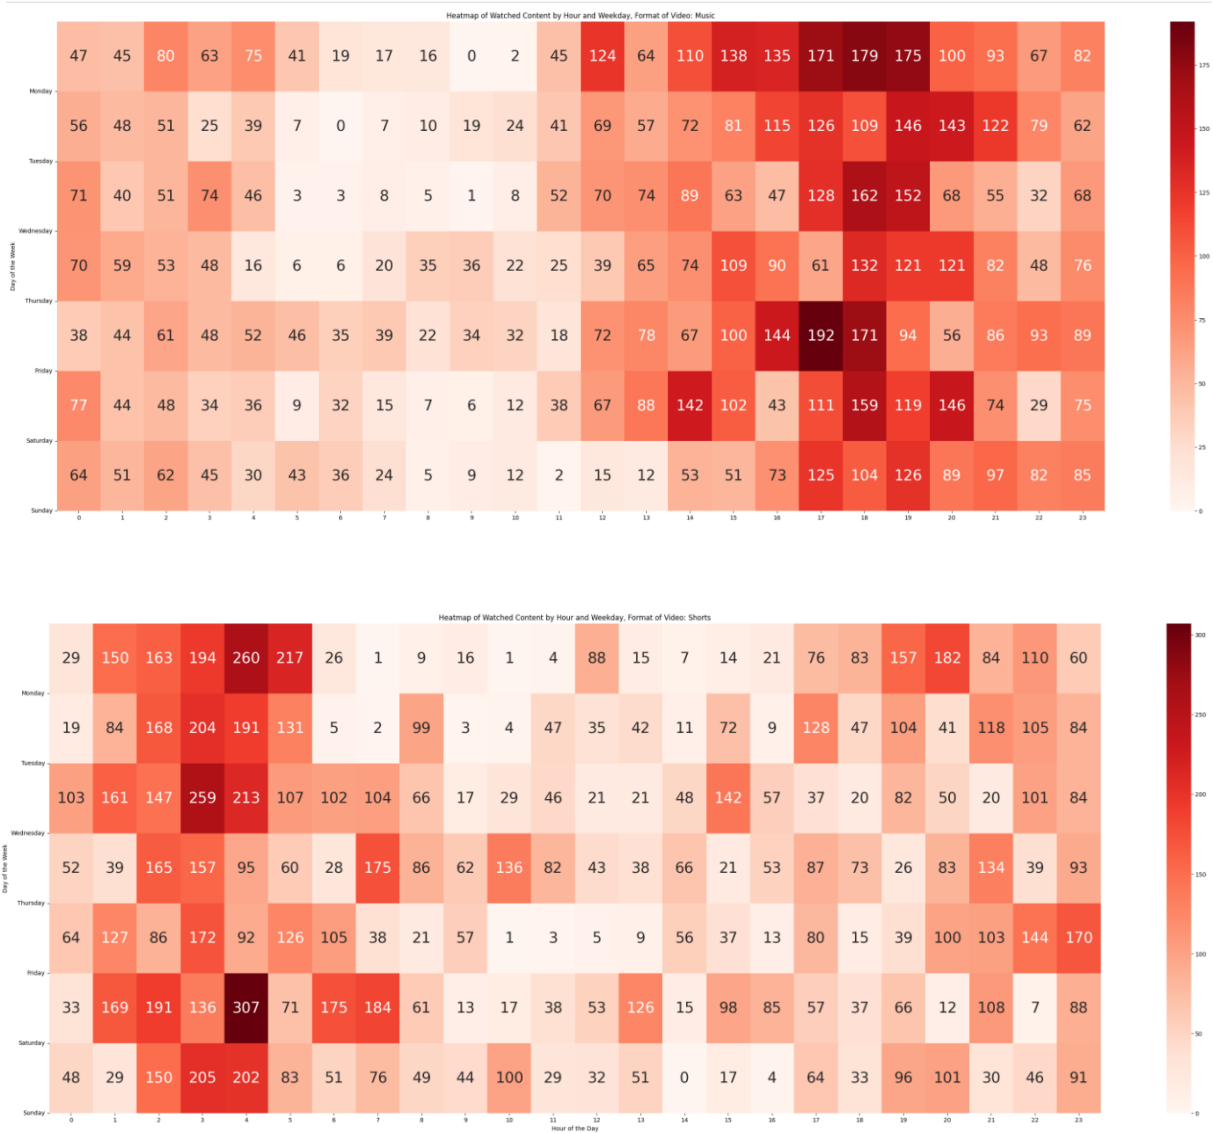 Heatmap of Watched Content by Hour and Weekday, Format of Video: Music
47 45 80 63 75 41 19 17 16 0 2 45 124 64 110 138 135 171 179 175 100 93 67 82
Monday
56 48 51 25 39 7 0 7 10 19 24 41 69 57 72 81 115 126 109 146 143 122 79 62
Tuesday
71 40 51 74 46 3 3 8 5 1 8 52 70 74 89 63 47 128 162 152 68 55 32 68
Wednesday
70 59 53 48 16 6 6 20 35 36 22 25 39 65 74 109 90 61 132 121 121 82 48 76
Thursday
38 44 61 48 52 46 35 39 22 34 32 18 72 78 67 100 144 192 171 94 56 86 93 89
Friday
77 44 48 34 36 9 32 15 7 6 12 38 67 88 142 102 43 111 159 119 146 74 29 75
Saturday
64 51 62 45 30 43 36 24 5 9 12 2 15 12 53 51 73 125 104 126 89 97 82 85
Sunday
0 1 2 3 4 5 6 7 8 9 10 11 12 13 14 15 16 17 18 19 20 21 22 23
Day of the Week
175
150
125
100
75
50
25
0
Heatmap of Watched Content by Hour and Weekday, Format of Video: Shorts
29 150 163 194 260 217 26 1 9 16 1 4 88 15 7 14 21 76 83 157 182 84 110 60
Monday
19 84 168 204 191 131 5 2 99 3 4 47 35 42 11 72 9 128 47 104 41 118 105 84
Tuesday
103 161 147 259 213 107 102 104 66 17 29 46 21 21 48 142 57 37 20 82 50 20 101 84
Wednesday
52 39 165 157 95 60 28 175 86 62 136 82 43 38 66 21 53 87 73 26 83 134 39 93
Thursday
64 127 86 172 92 126 105 38 21 57 1 3 5 9 56 37 13 80 15 39 100 103 144 170
Friday
33 169 191 136 307 71 175 184 61 13 17 38 53 126 15 98 85 57 37 66 12 108 7 88
Saturday
48 29 150 205 202 83 51 76 49 44 100 29 32 51 0 17 4 64 33 96 101 30 46 91
Sunday
0 1 2 3 4 5 6 7 8 9 10 11 12 13 14 15 16 17 18 19 20 21 22 23
Hour of the Day
Day of the Week
300
250
200
150
100
50
0